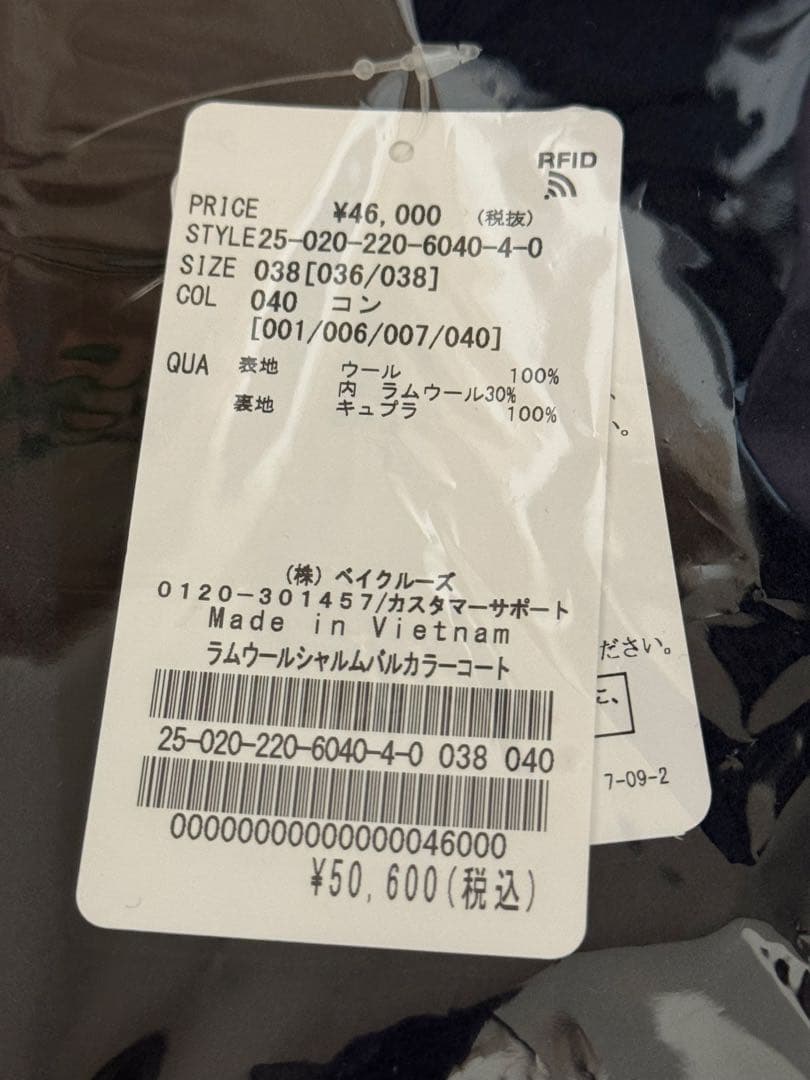 RFID
PRICE ¥46,000 (税抜)
STYLE25-020-220-6040-4-0
SIZE 038[036/038]
COL 040 コン
[001/006/007/040]
QUA 表地 ウール 100%
内 ラムウール30%
裏地 キュプラ 100%
(株) ベイクルーズ
0120-301457/カスタマーサポート
Made in Vietnam
ラムウールシャルムバルカラーコート
25-020-220-6040-4-0 038 040
00000000000000046000
¥50,600(税込)
ださい。
に、
7-09-2